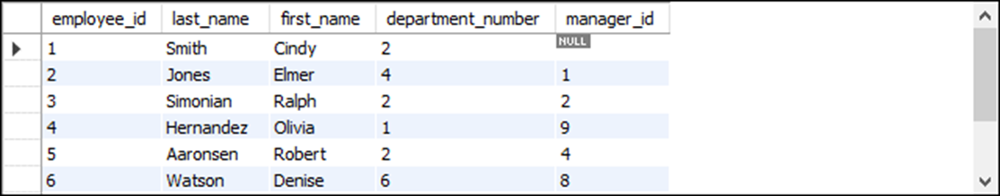 employee_id last_name first_name department_number manager_id
1 Smith Cindy 2 NULL
2 Jones Elmer 4 1
3 Simonian Ralph 2 2
4 Hernandez Olivia 1 9
5 Aaronsen Robert 2 4
6 Watson Denise 6 8